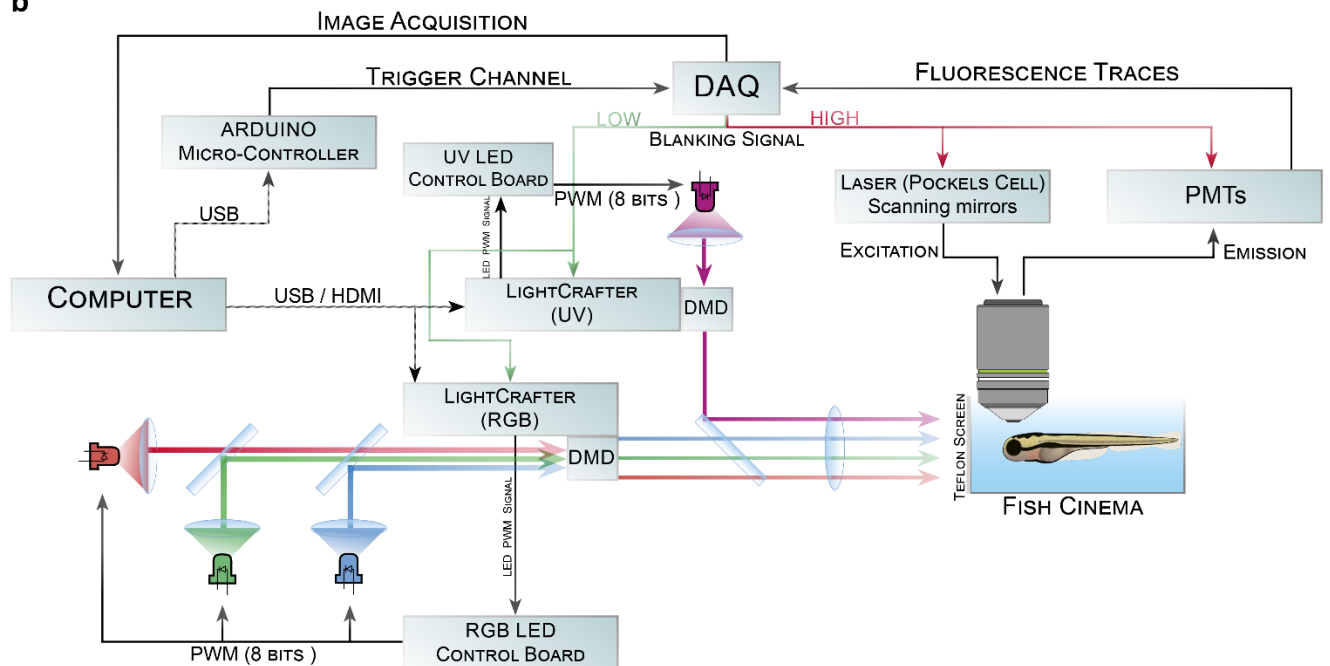 b
IMAGE ACQUISITION
TRIGGER CHANNEL
DAQ
FLUORESCENCE TRACES
LOW
HIGH
BLANKING SIGNAL
ARDUINO
MICRO-CONTROLLER
UV LED
CONTROL BOARD
PWM (8 BITS )
LASER (POCKELS CELL)
Scanning mirrors
PMTs
USB
LED PWM SIGNAL
EXCITATION
EMISSION
COMPUTER
USB / HDMI
LIGHTCRAFTER
(UV)
DMD
LIGHTCRAFTER
(RGB)
DMD
TEFLON SCREEN
FISH CINEMA
LED PWM SIGNAL
RGB LED
CONTROL BOARD
PWM (8 BITS )